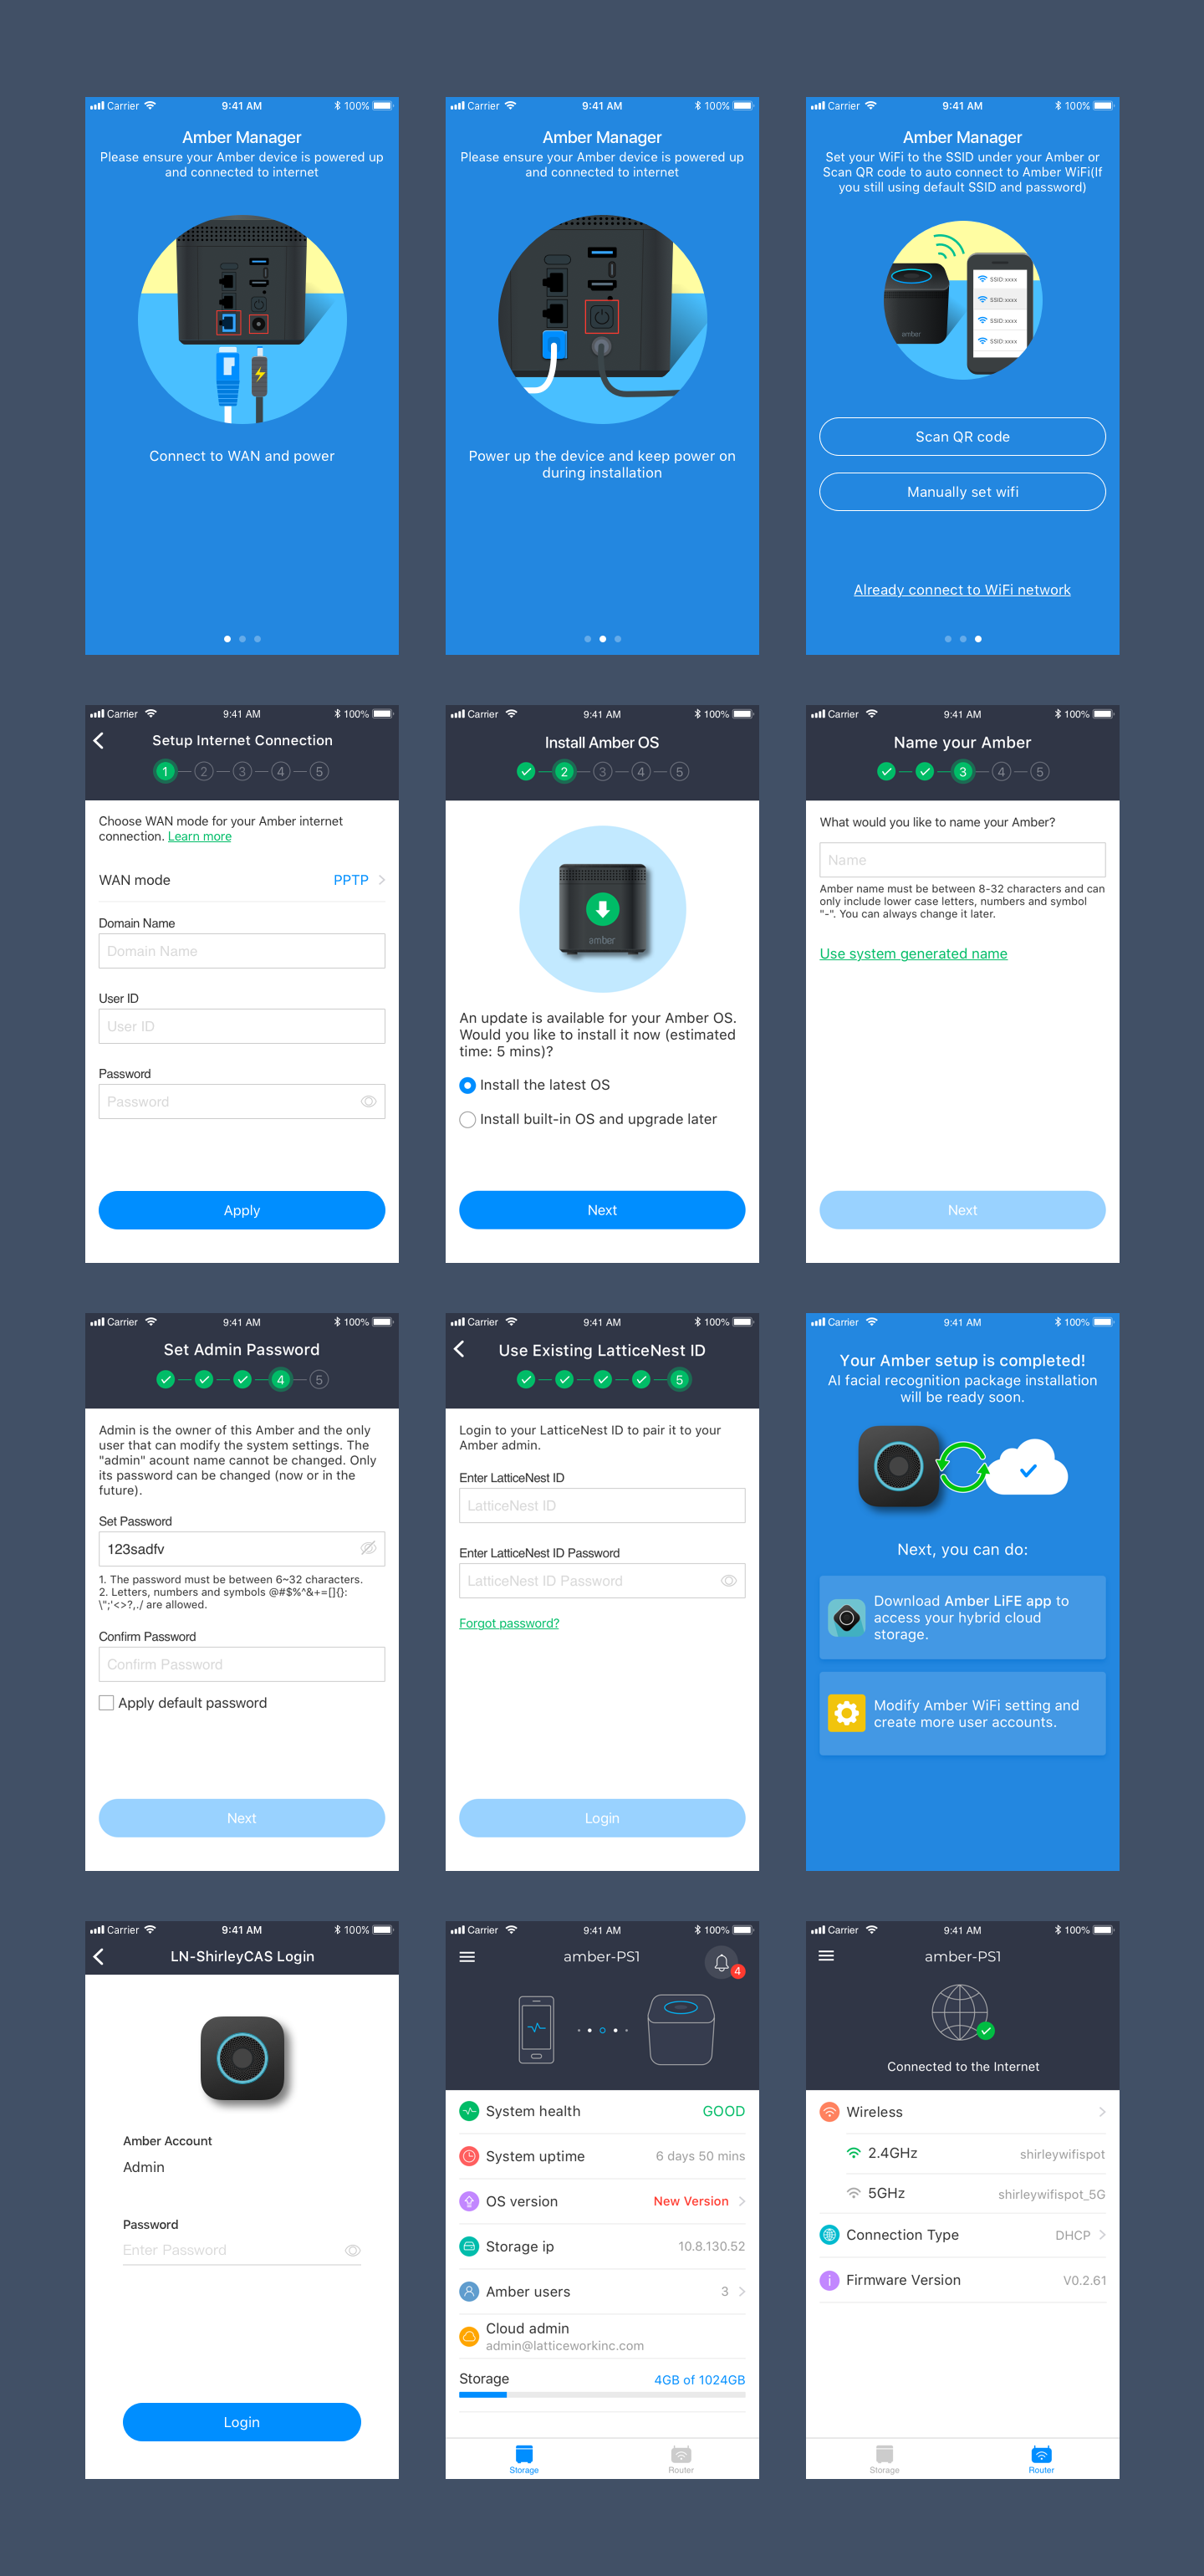 Carrier 9:41 AM 100%
Amber Manager
Please ensure your Amber device is powered up
and connected to internet
Connect to WAN and power
Carrier 9:41 AM 100%
Amber Manager
Please ensure your Amber device is powered up
and connected to internet
Power up the device and keep power on
during installation
Carrier 9:41 AM 100%
Amber Manager
Set your WiFi to the SSID under your Amber or
Scan QR code to auto connect to Amber WiFi(If
you still using default SSID and password)
amber
SSID:xxxx
SSID:xxxx
SSID:xxxx
SSID:xxxx
Scan QR code
Manually set wifi
Already connect to WiFi network
Carrier 9:41 AM 100%
Setup Internet Connection
1 2 3 4 5
Choose WAN mode for your Amber internet
connection. Learn more
WAN mode PPTP
Domain Name
Domain Name
User ID
User ID
Password
Password
Apply
Carrier 9:41 AM 100%
Install Amber OS
2 3 4 5
amber
An update is available for your Amber OS.
Would you like to install it now (estimated
time: 5 mins)?
Install the latest OS
Install built-in OS and upgrade later
Next
Carrier 9:41 AM 100%
Name your Amber
3 4 5
What would you like to name your Amber?
Name
Amber name must be between 8-32 characters and can
only include lower case letters, numbers and symbol
"-". You can always change it later.
Use system generated name
Next
Carrier 9:41 AM 100%
Set Admin Password
4 5
Admin is the owner of this Amber and the only
user that can modify the system settings. The
"admin" acount name cannot be changed. Only
its password can be changed (now or in the
future).
Set Password
123sadfv
1. The password must be between 6~32 characters.
2. Letters, numbers and symbols @#$%^&+=[]{}:
\";'<>?,./ are allowed.
Confirm Password
Confirm Password
Apply default password
Next
Carrier 9:41 AM 100%
Use Existing LatticeNest ID
5
Login to your LatticeNest ID to pair it to your
Amber admin.
Enter LatticeNest ID
LatticeNest ID
Enter LatticeNest ID Password
LatticeNest ID Password
Forgot password?
Login
Carrier 9:41 AM 100%
Your Amber setup is completed!
AI facial recognition package installation
will be ready soon.
Next, you can do:
Download Amber LiFE app to
access your hybrid cloud
storage.
Modify Amber WiFi setting and
create more user accounts.
Carrier 9:41 AM 100%
LN-ShirleyCAS Login
Amber Account
Admin
Password
Enter Password
Login
Carrier 9:41 AM 100%
amber-PS1
4
System health GOOD
System uptime 6 days 50 mins
OS version New Version
Storage ip 10.8.130.52
Amber users 3
Cloud admin
admin@latticeworkinc.com
Storage 4GB of 1024GB
Storage Router
Carrier 9:41 AM 100%
amber-PS1
Connected to the Internet
Wireless
2.4GHz shirleywifispot
5GHz shirleywifispot_5G
Connection Type DHCP
Firmware Version V0.2.61
Storage Router